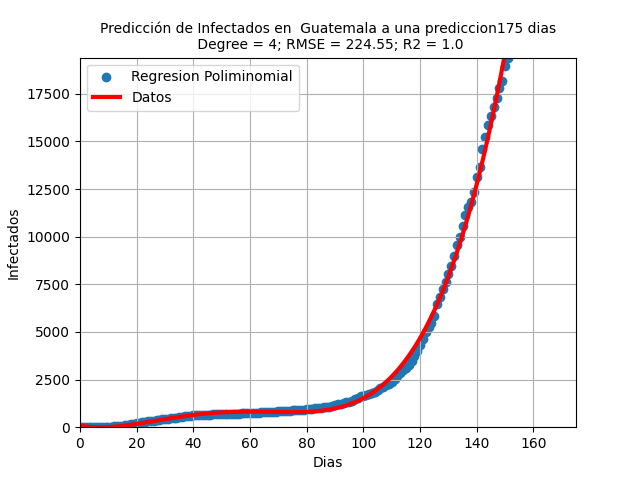 Predicción de Infectados en  Guatemala a una prediccion175 dias
Degree = 4; RMSE = 224.55; R2 = 1.0
Regresion Poliminomial
Datos
17500
15000
12500
10000
7500
5000
2500
0
Infectados
0 20 40 60 80 100 120 140 160
Dias